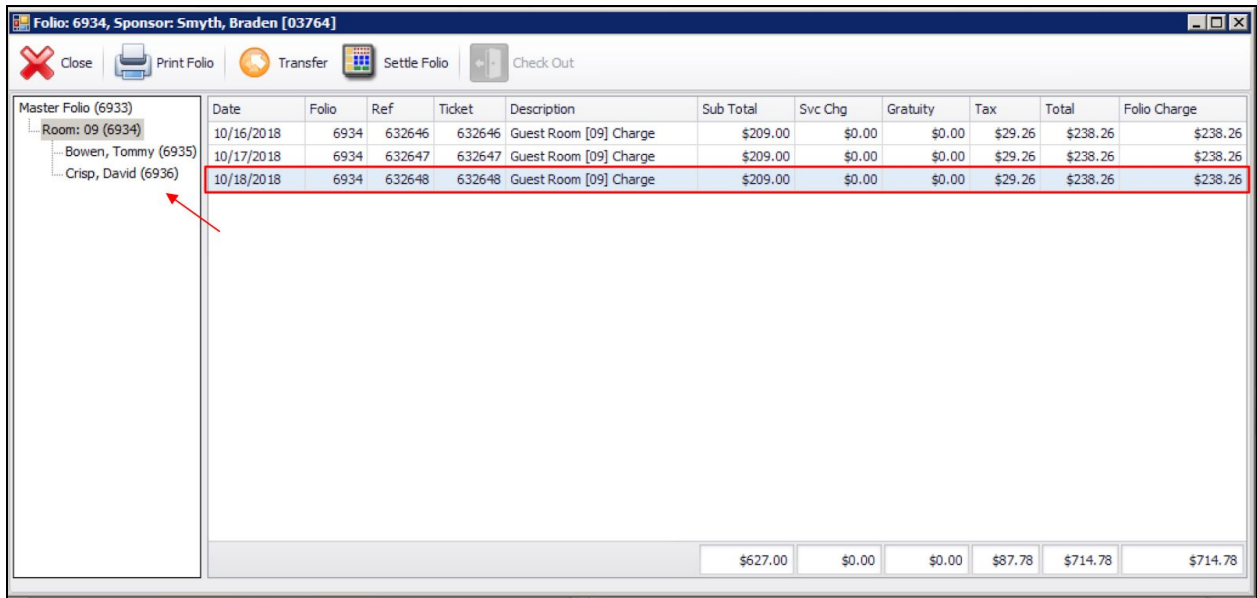 Folio: 6934, Sponsor: Smyth, Braden [03764]
Close Print Folio Transfer Settle Folio Check Out
Master Folio (6933)
Room: 09 (6934)
Bowen, Tommy (6935)
Crisp, David (6936)
Date Folio Ref Ticket Description Sub Total Svc Chg Gratuity Tax Total Folio Charge
10/16/2018 6934 632646 632646 Guest Room [09] Charge $209.00 $0.00 $0.00 $29.26 $238.26 $238.26
10/17/2018 6934 632647 632647 Guest Room [09] Charge $209.00 $0.00 $0.00 $29.26 $238.26 $238.26
10/18/2018 6934 632648 632648 Guest Room [09] Charge $209.00 $0.00 $0.00 $29.26 $238.26 $238.26
$627.00 $0.00 $0.00 $87.78 $714.78 $714.78